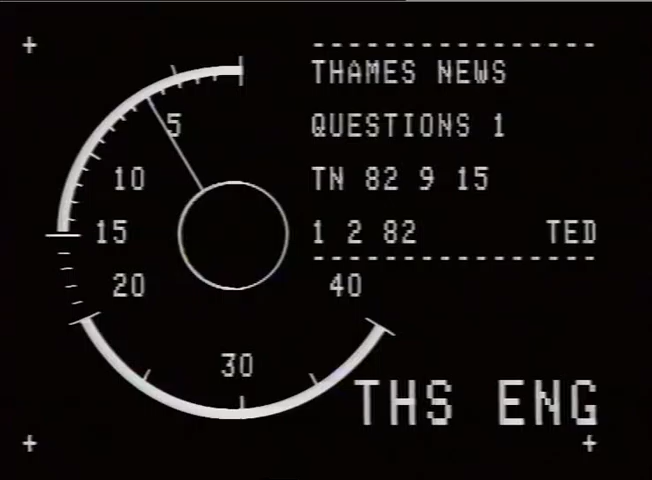 THAMES NEWS
QUESTIONS 1
TN 82 9 15
1 2 82 TED
5
10
15
20
30
40
THS ENG